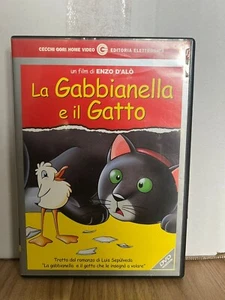 CECCHI GORI HOME VIDEO EDITORIA ELETTRONICA
un film di ENZO D'ALÒ
La Gabbianella
e il Gatto
Tratto dal romanzo di Luis Sepúlveda
"La gabbianella e il gatto che le insegnò a volare"
DVD